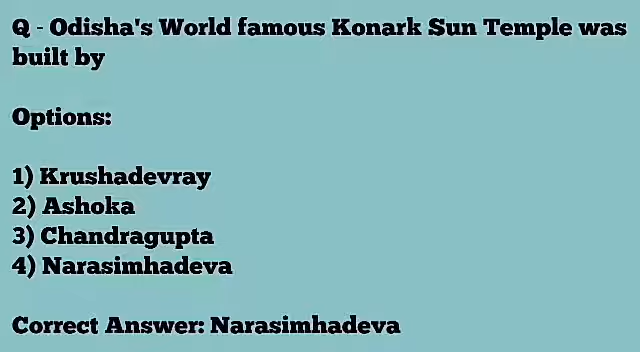 Q - Odisha's World famous Konark Sun Temple was
built by
Options:
1) Krushadevray
2) Ashoka
3) Chandragupta
4) Narasimhadeva
Correct Answer: Narasimhadeva